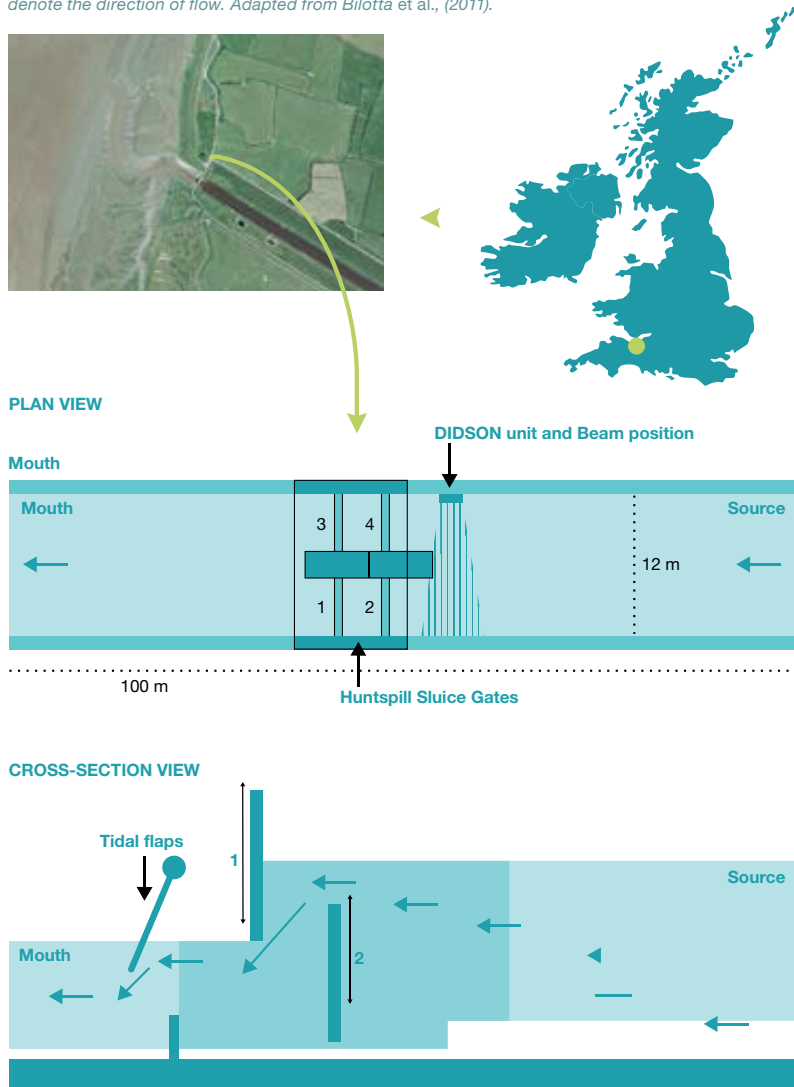 denote the direction of flow. Adapted from Bilotta et al., (2011).
PLAN VIEW
DIDSON unit and Beam position
Mouth
Mouth
Source
3
4
12 m
1
2
100 m
Huntspill Sluice Gates
CROSS-SECTION VIEW
Tidal flaps
1
Source
Mouth
2